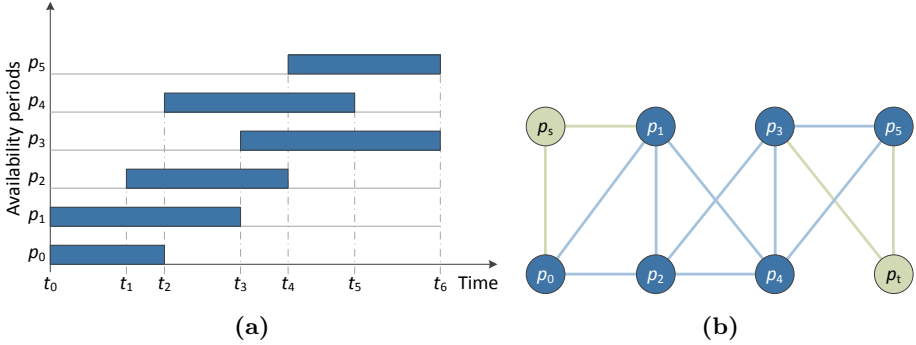 Availability periods
p5
p4
p3
p2
p1
p0
t0 t1 t2 t3 t4 t5 t6 Time
(a)
ps p1 p3 p5
p0 p2 p4 pt
(b)